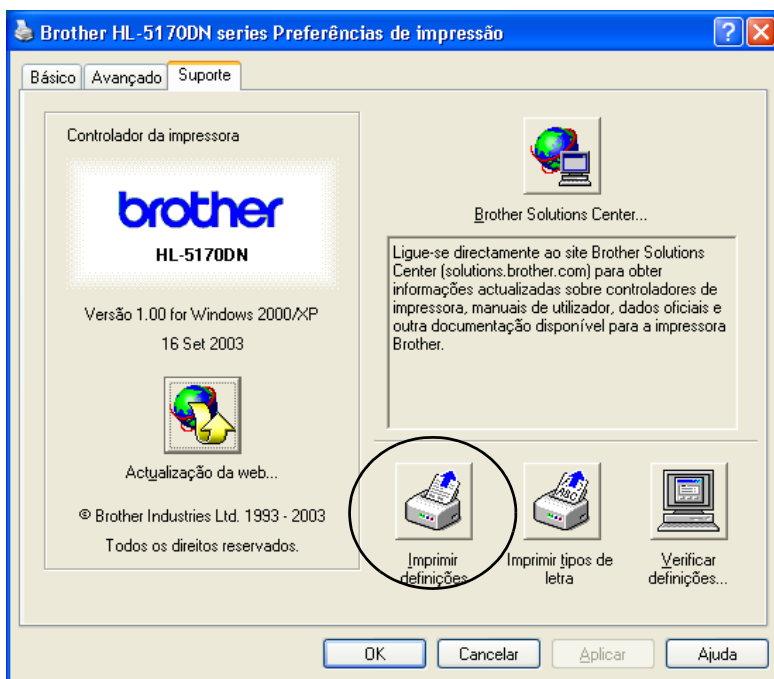 Brother HL-5170DN series Preferências de impressão
Básico
Avançado
Suporte
Controlador da impressora
brother
HL-5170DN
Versão 1.00 for Windows 2000/XP
16 Set 2003
Actualização da web...
© Brother Industries Ltd. 1993 - 2003
Todos os direitos reservados.
Brother Solutions Center...
Ligue-se directamente ao site Brother Solutions
Center (solutions.brother.com) para obter
informações actualizadas sobre controladores de
impressora, manuais de utilizador, dados oficiais e
outra documentação disponível para a impressora
Brother.
Imprimir
definições
ABC
Imprimir tipos de
letra
Verificar
definições...
OK
Cancelar
Aplicar
Ajuda